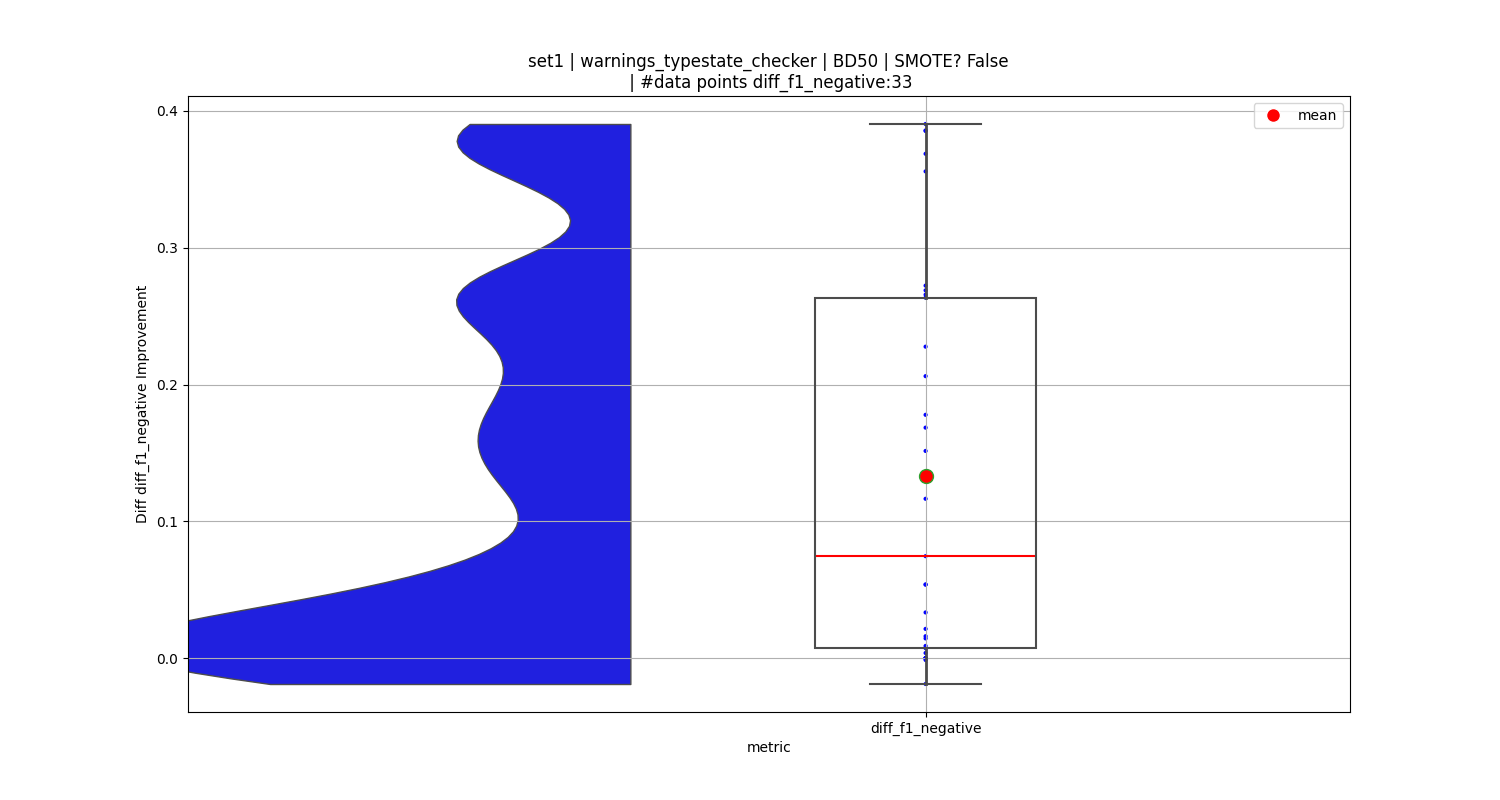 set1 | warnings_typestate_checker | BD50 | SMOTE? False
| #data points diff_f1_negative:33
mean
0.4
0.3
0.2
0.1
0.0
Diff diff_f1_negative Improvement
diff_f1_negative
metric